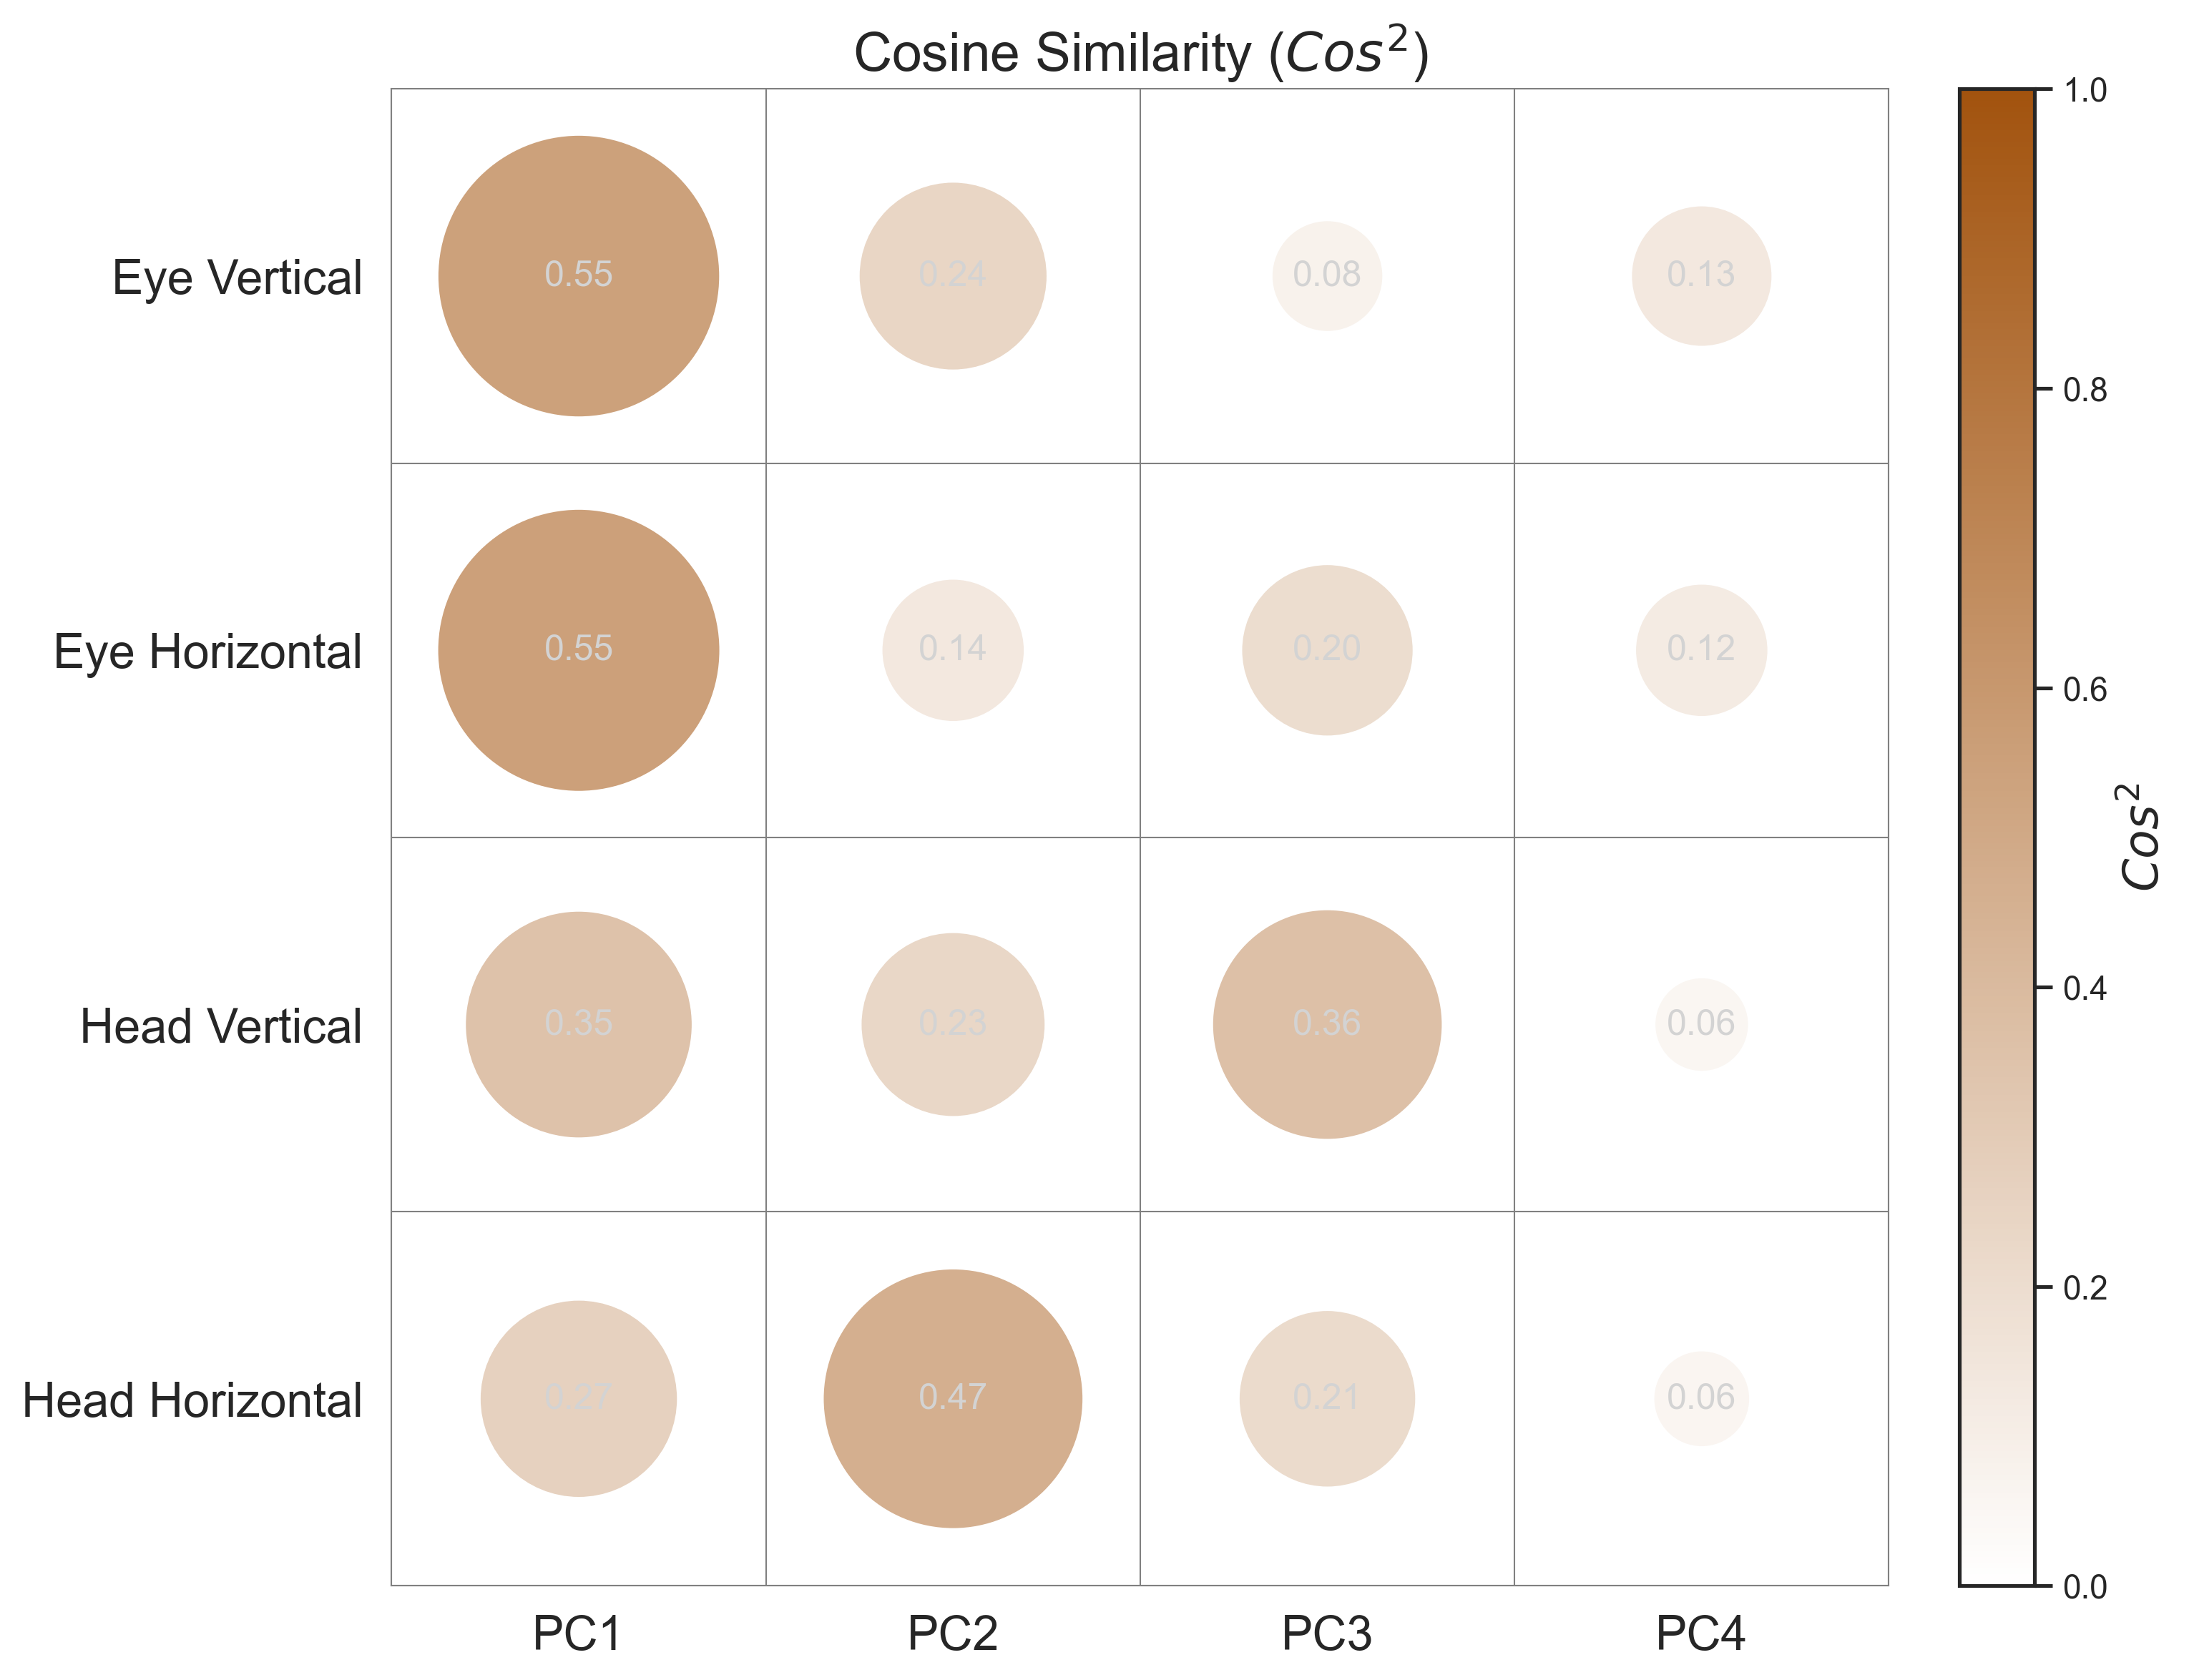 Cosine Similarity (Cos²)
Eye Vertical 0.55 0.24 0.08 0.13
Eye Horizontal 0.55 0.14 0.20 0.12
Head Vertical 0.35 0.23 0.36 0.06
Head Horizontal 0.27 0.47 0.21 0.06
PC1 PC2 PC3 PC4
1.0
0.8
0.6
0.4
0.2
0.0
Cos²